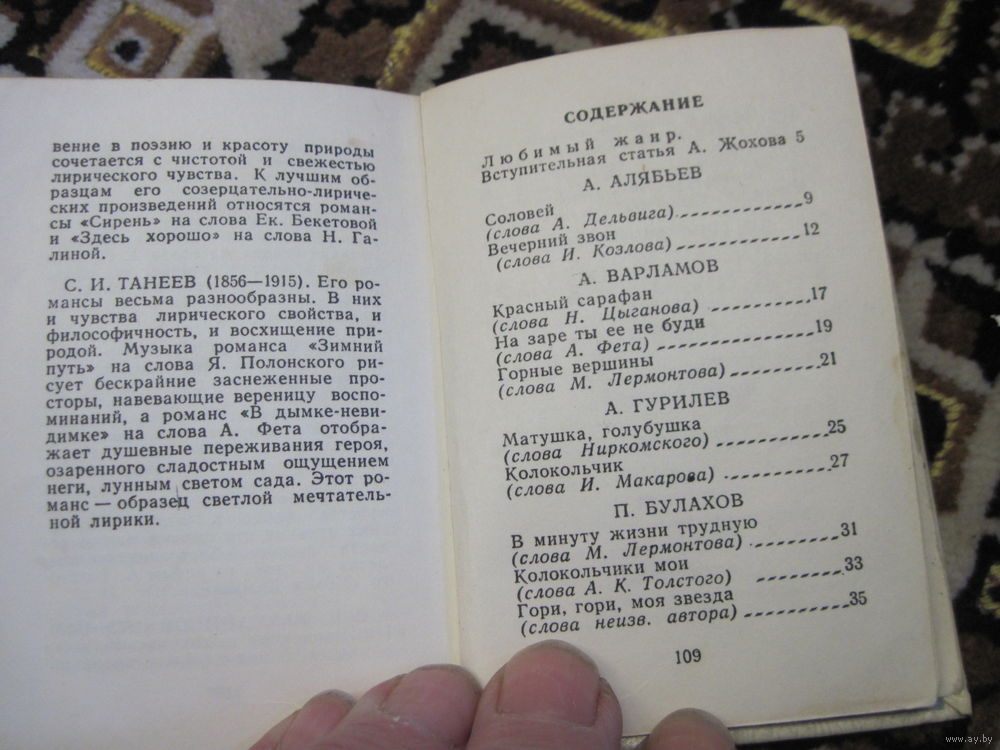 вение в поэзию и красоту природы
сочетается с чистотой и свежестью
лирического чувства. К лучшим об-
разцам его созерцательно-лириче-
ских произведений относятся роман-
сы «Сирень» на слова Ек. Бекетовой
и «Здесь хорошо» на слова Н. Га-
линой.
С. И. ТАНЕЕВ (1856—1915). Его ро-
мансы весьма разнообразны. В них
и чувства лирического свойства, и
философичность, и восхищение при-
родой. Музыка романса «Зимний
путь» на слова Я. Полонского ри-
сует бескрайние заснеженные про-
сторы, навевающие вереницу воспо-
минаний, а романс «В дымке-неви-
димке» на слова А. Фета отобра-
жает душевные переживания героя,
озаренного сладостным ощущением
неги, лунным светом сада. Этот ро-
манс — образец светлой мечтатель-
ной лирики.
СОДЕРЖАНИЕ
Любимый жанр.
Вступительная статья А. Жохова 5
А. АЛЯБЬЕВ
Соловей
(слова А. Дельвига) 9
Вечерний звон
(слова И. Козлова) 12
А. ВАРЛАМОВ
Красный сарафан
(слова Н. Цыганова) 17
На заре ты ее не буди
(слова А. Фета) 19
Горные вершины
(слова М. Лермонтова) 21
А. ГУРИЛЕВ
Матушка, голубушка
(слова Ниркомского) 25
Колокольчик
(слова И. Макарова) 27
П. БУЛАХОВ
В минуту жизни трудную
(слова М. Лермонтова) 31
Колокольчики мои
(слова А. К. Толстого) 33
Гори, гори, моя звезда
(слова неизв. автора) 35
109
www.ay.by